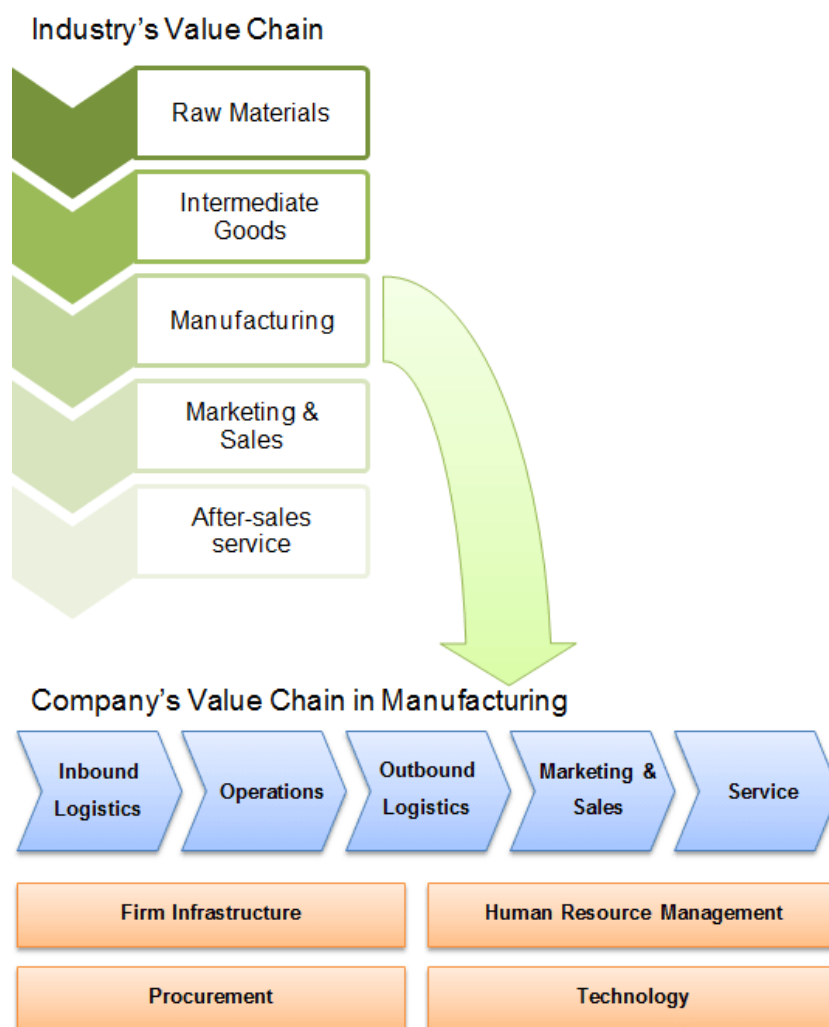 Industry's Value Chain
Raw Materials
Intermediate
Goods
Manufacturing
Marketing &
Sales
After-sales
service
Company's Value Chain in Manufacturing
Inbound
Logistics
Operations
Outbound
Logistics
Marketing &
Sales
Service
Firm Infrastructure
Human Resource Management
Procurement
Technology